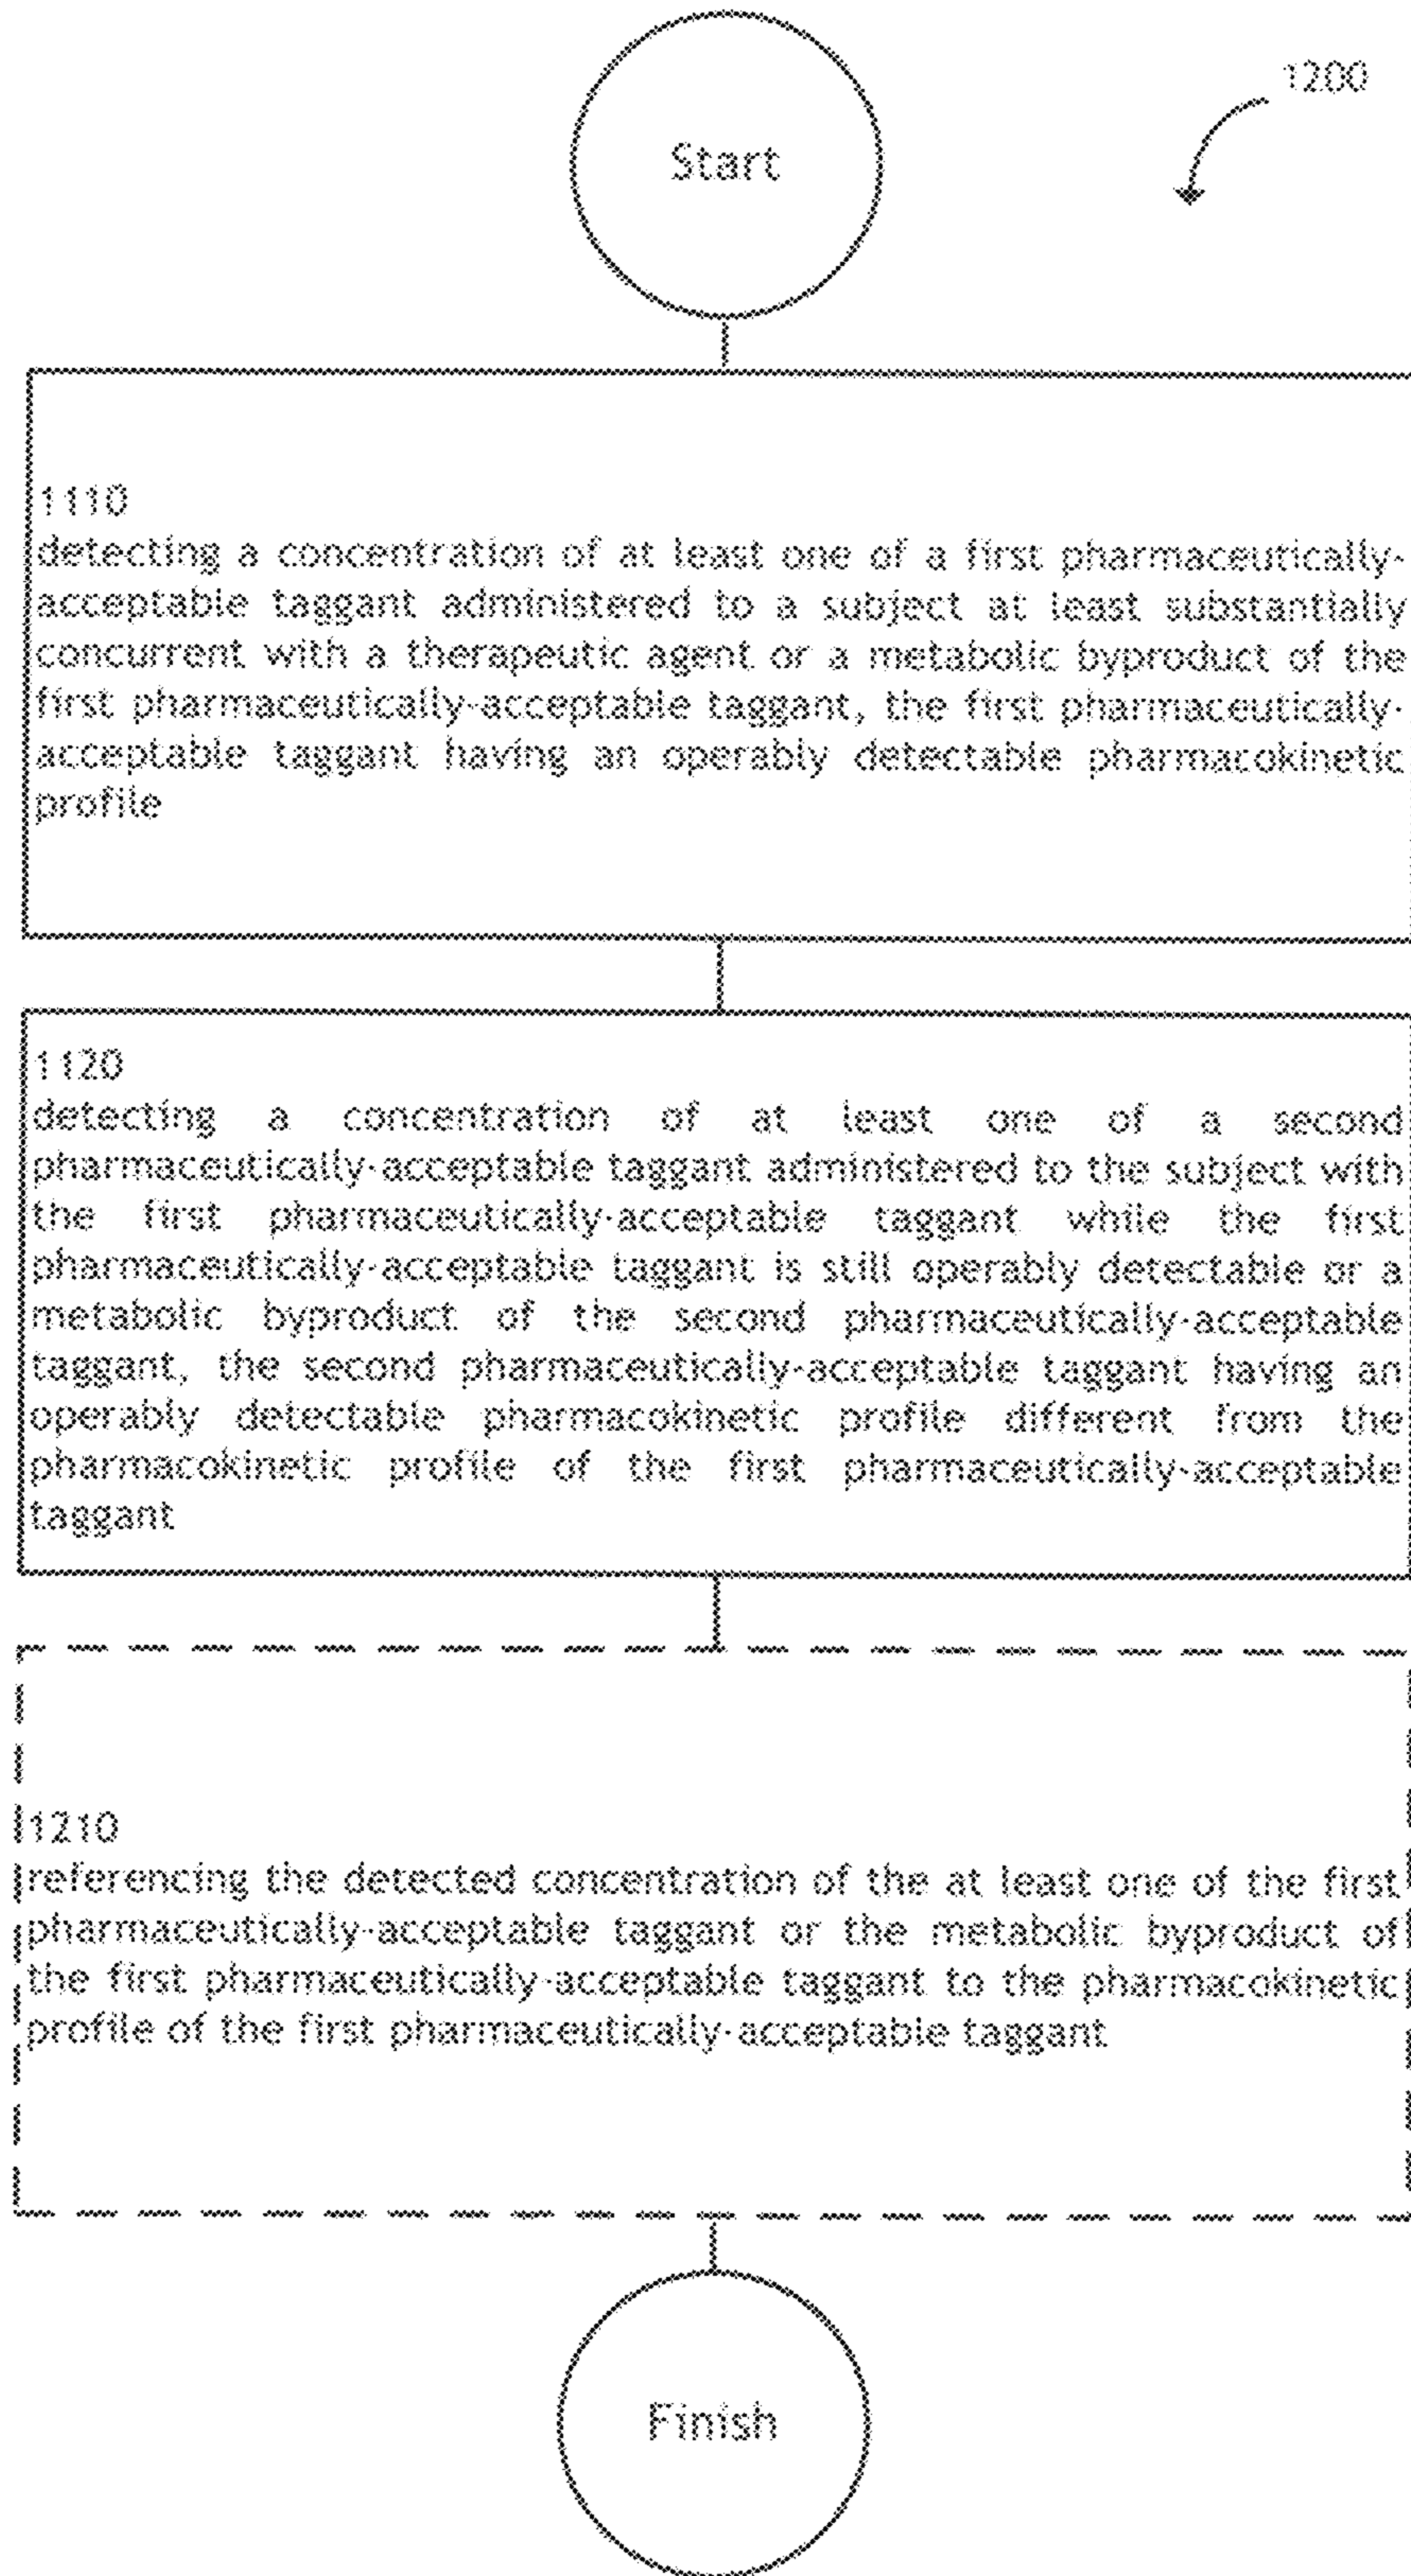 1200
Start
1110
detecting a concentration of at least one of a first pharmaceutically-
acceptable taggant administered to a subject at least substantially
concurrent with a therapeutic agent or a metabolic byproduct of the
first pharmaceutically-acceptable taggant, the first pharmaceutically-
acceptable taggant having an operably detectable pharmacokinetic
profile
1120
detecting a concentration of at least one of a second
pharmaceutically-acceptable taggant administered to the subject with
the first pharmaceutically-acceptable taggant while the first
pharmaceutically-acceptable taggant is still operably detectable or a
metabolic byproduct of the second pharmaceutically-acceptable
taggant, the second pharmaceutically-acceptable taggant having an
operably detectable pharmacokinetic profile different from the
pharmacokinetic profile of the first pharmaceutically-acceptable
taggant
1210
referencing the detected concentration of the at least one of the first
pharmaceutically-acceptable taggant or the metabolic byproduct of
the first pharmaceutically-acceptable taggant to the pharmacokinetic
profile of the first pharmaceutically-acceptable taggant
Finish